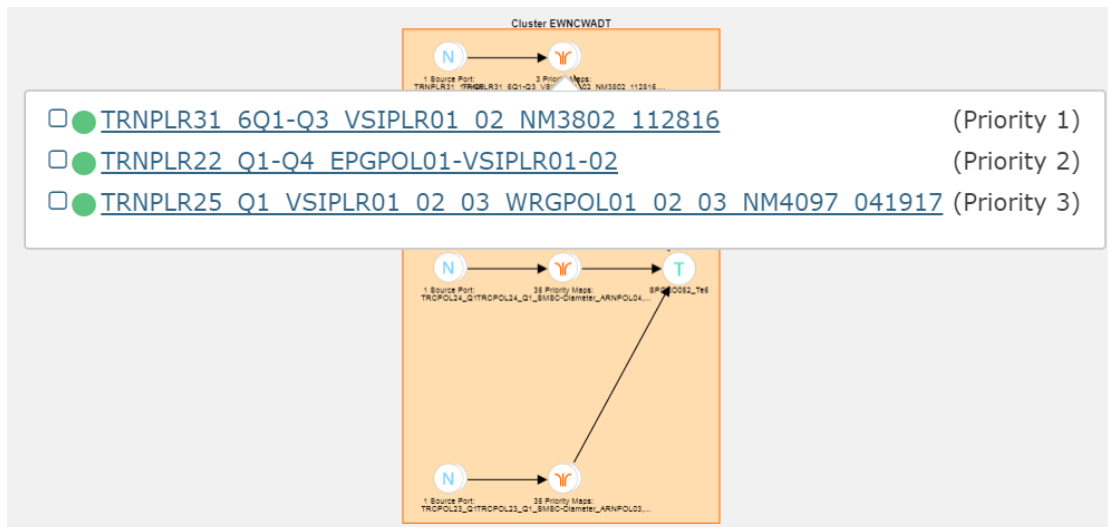 Cluster EWNCWADT
N
1 Source Port:
3 Priority Maps:
NM3802_112816...
TRNPLR31_6Q1-Q3_VSIPLR01_02_NM3802_112816 (Priority 1)
TRNPLR22_Q1-Q4_EPGPOL01-VSIPLR01-02 (Priority 2)
TRNPLR25_Q1_VSIPLR01_02_03_WRGPOL01_02_03_NM4097_041917 (Priority 3)
N
T
1 Source Port:
35 Priority Maps:
TRCPOL24_Q1TRCPOL24_Q1_SMSC-Diameter_ARNPOL04,...
N
1 Source Port:
35 Priority Maps:
TRCPOL23_Q1TRCPOL23_Q1_SMSC-Diameter_ARNPOL03,...